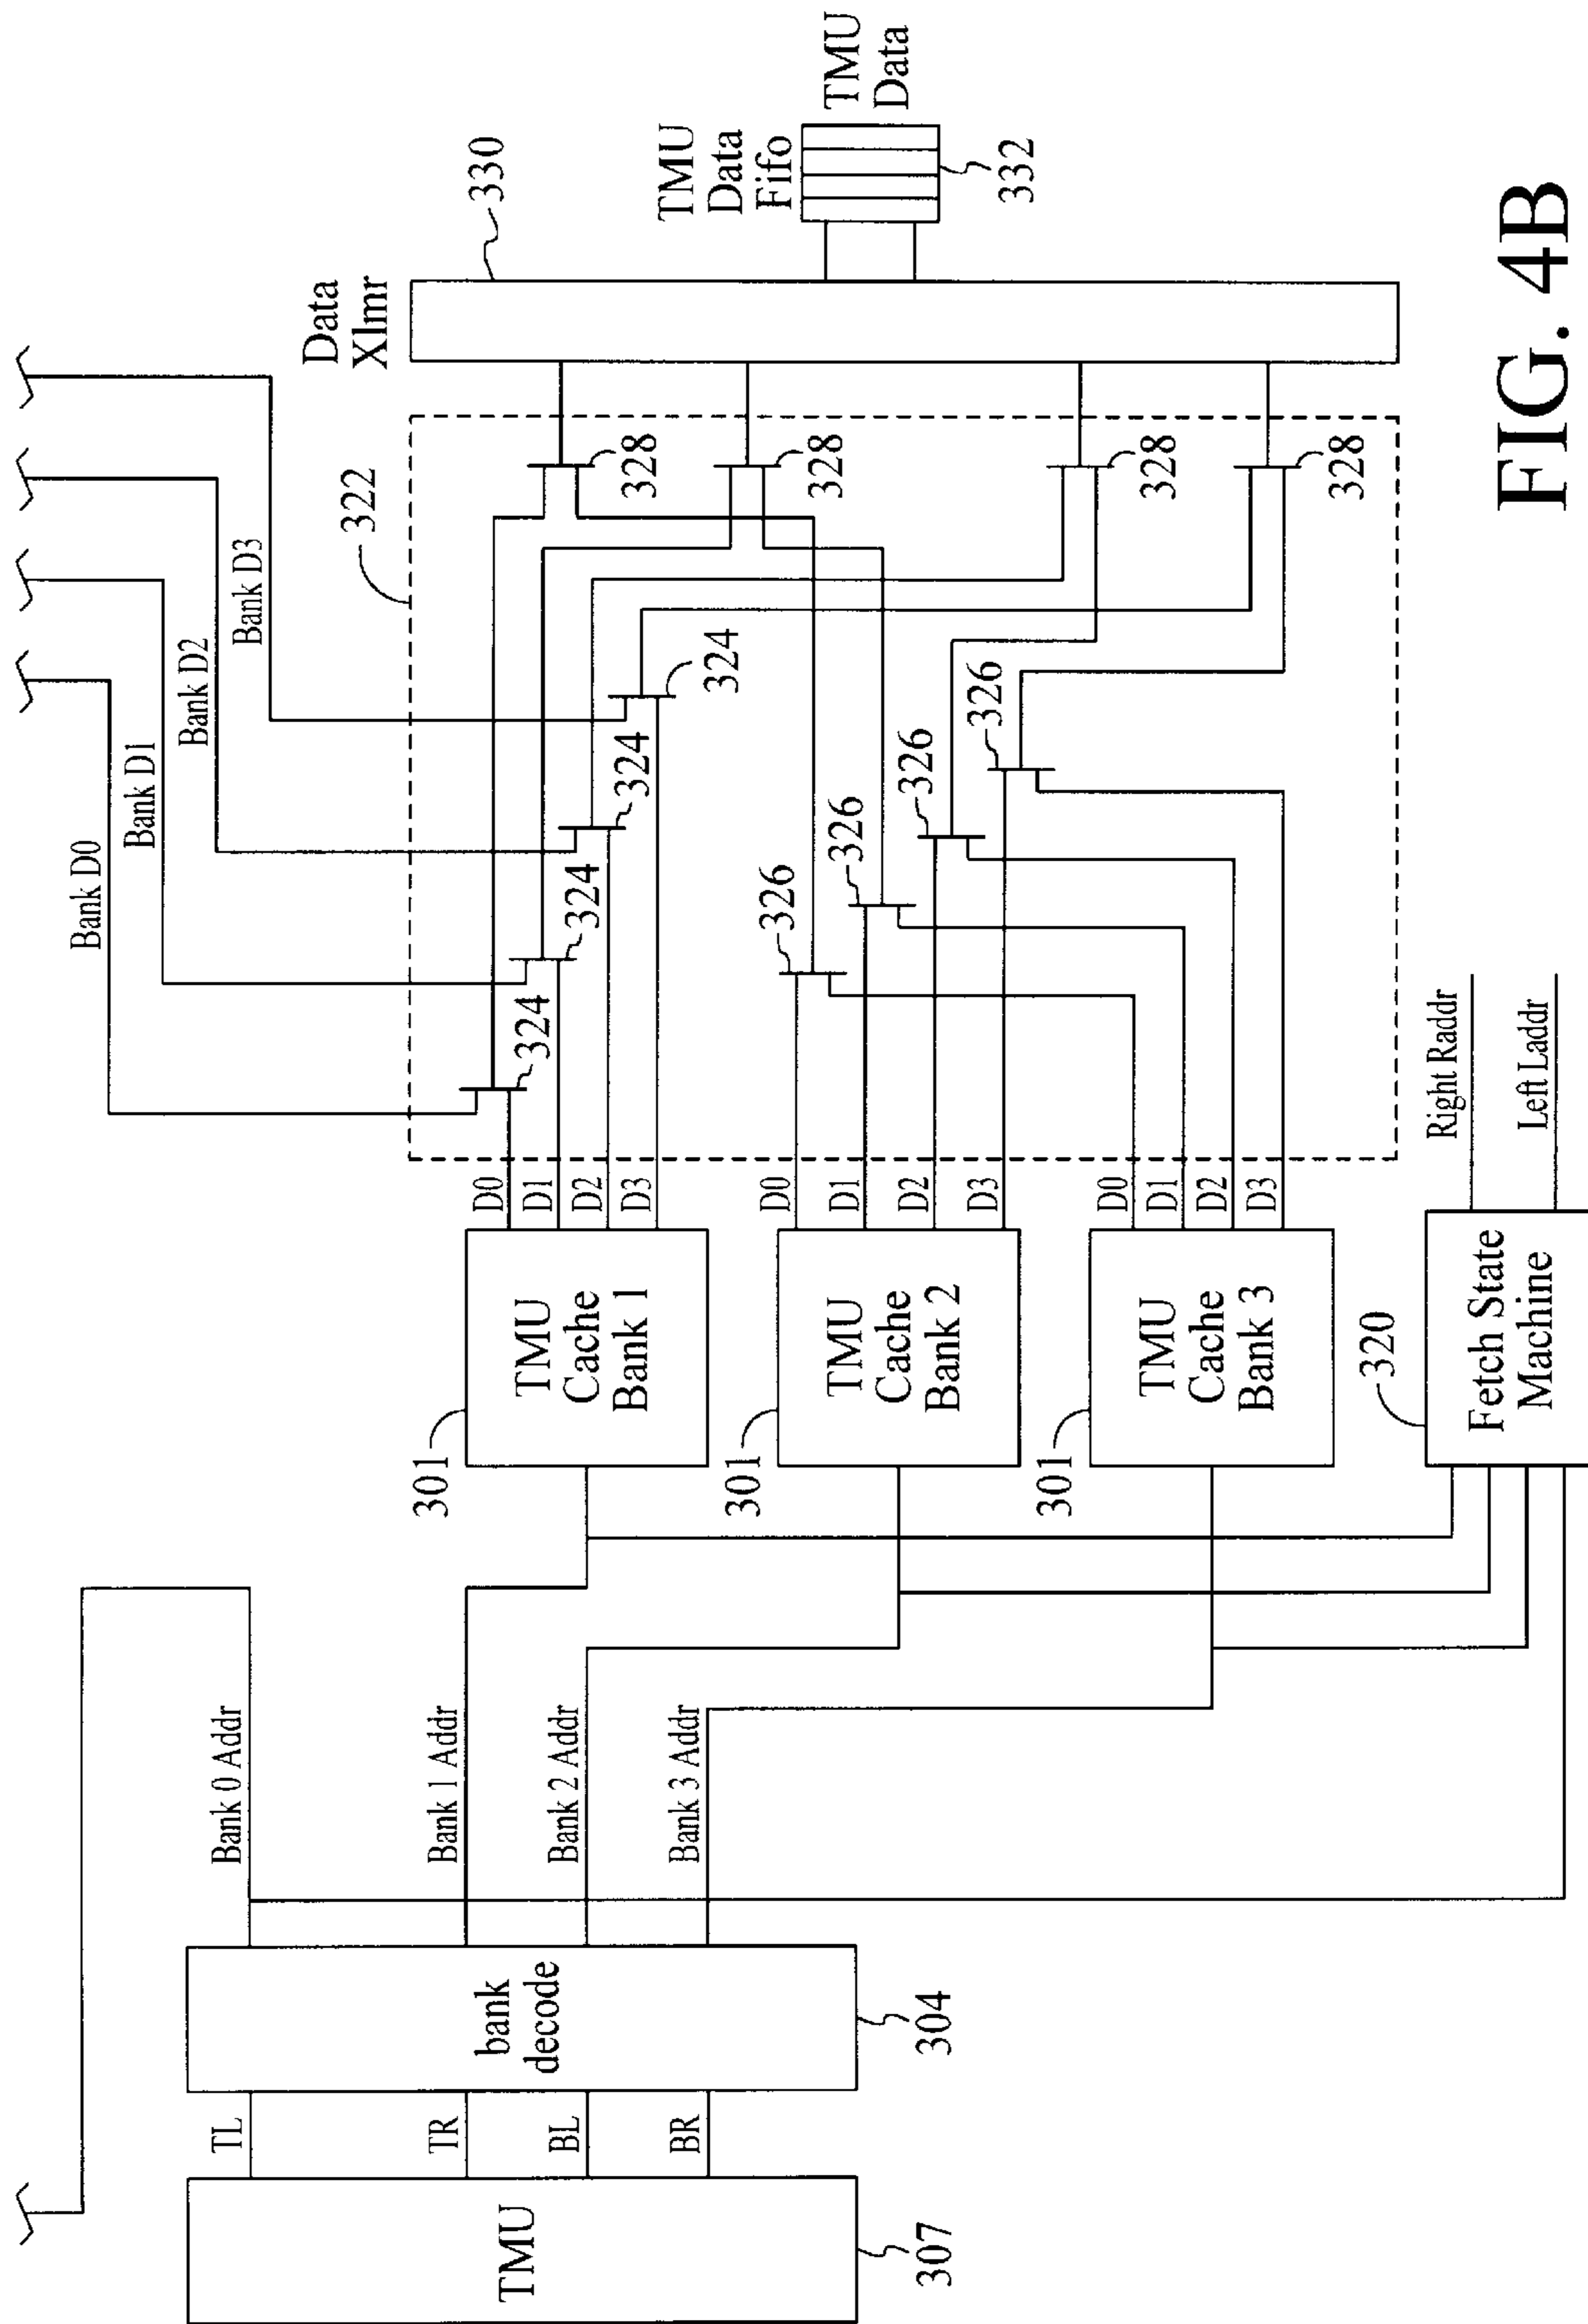 TMU
307
TL
TR
BL
BR
bank
decode
304
Bank 0 Addr
Bank 1 Addr
Bank 2 Addr
Bank 3 Addr
301
TMU
Cache
Bank 1
D0
D1
D2
D3
301
TMU
Cache
Bank 2
D0
D1
D2
D3
301
TMU
Cache
Bank 3
D0
D1
D2
D3
320
Fetch State
Machine
Right Raddr
Left Laddr
Bank D0
Bank D1
Bank D2
Bank D3
322
324
324
324
324
326
326
326
326
328
328
328
328
Data
Xlmr
330
TMU
Data
Fifo
332
TMU
Data
FIG. 4B